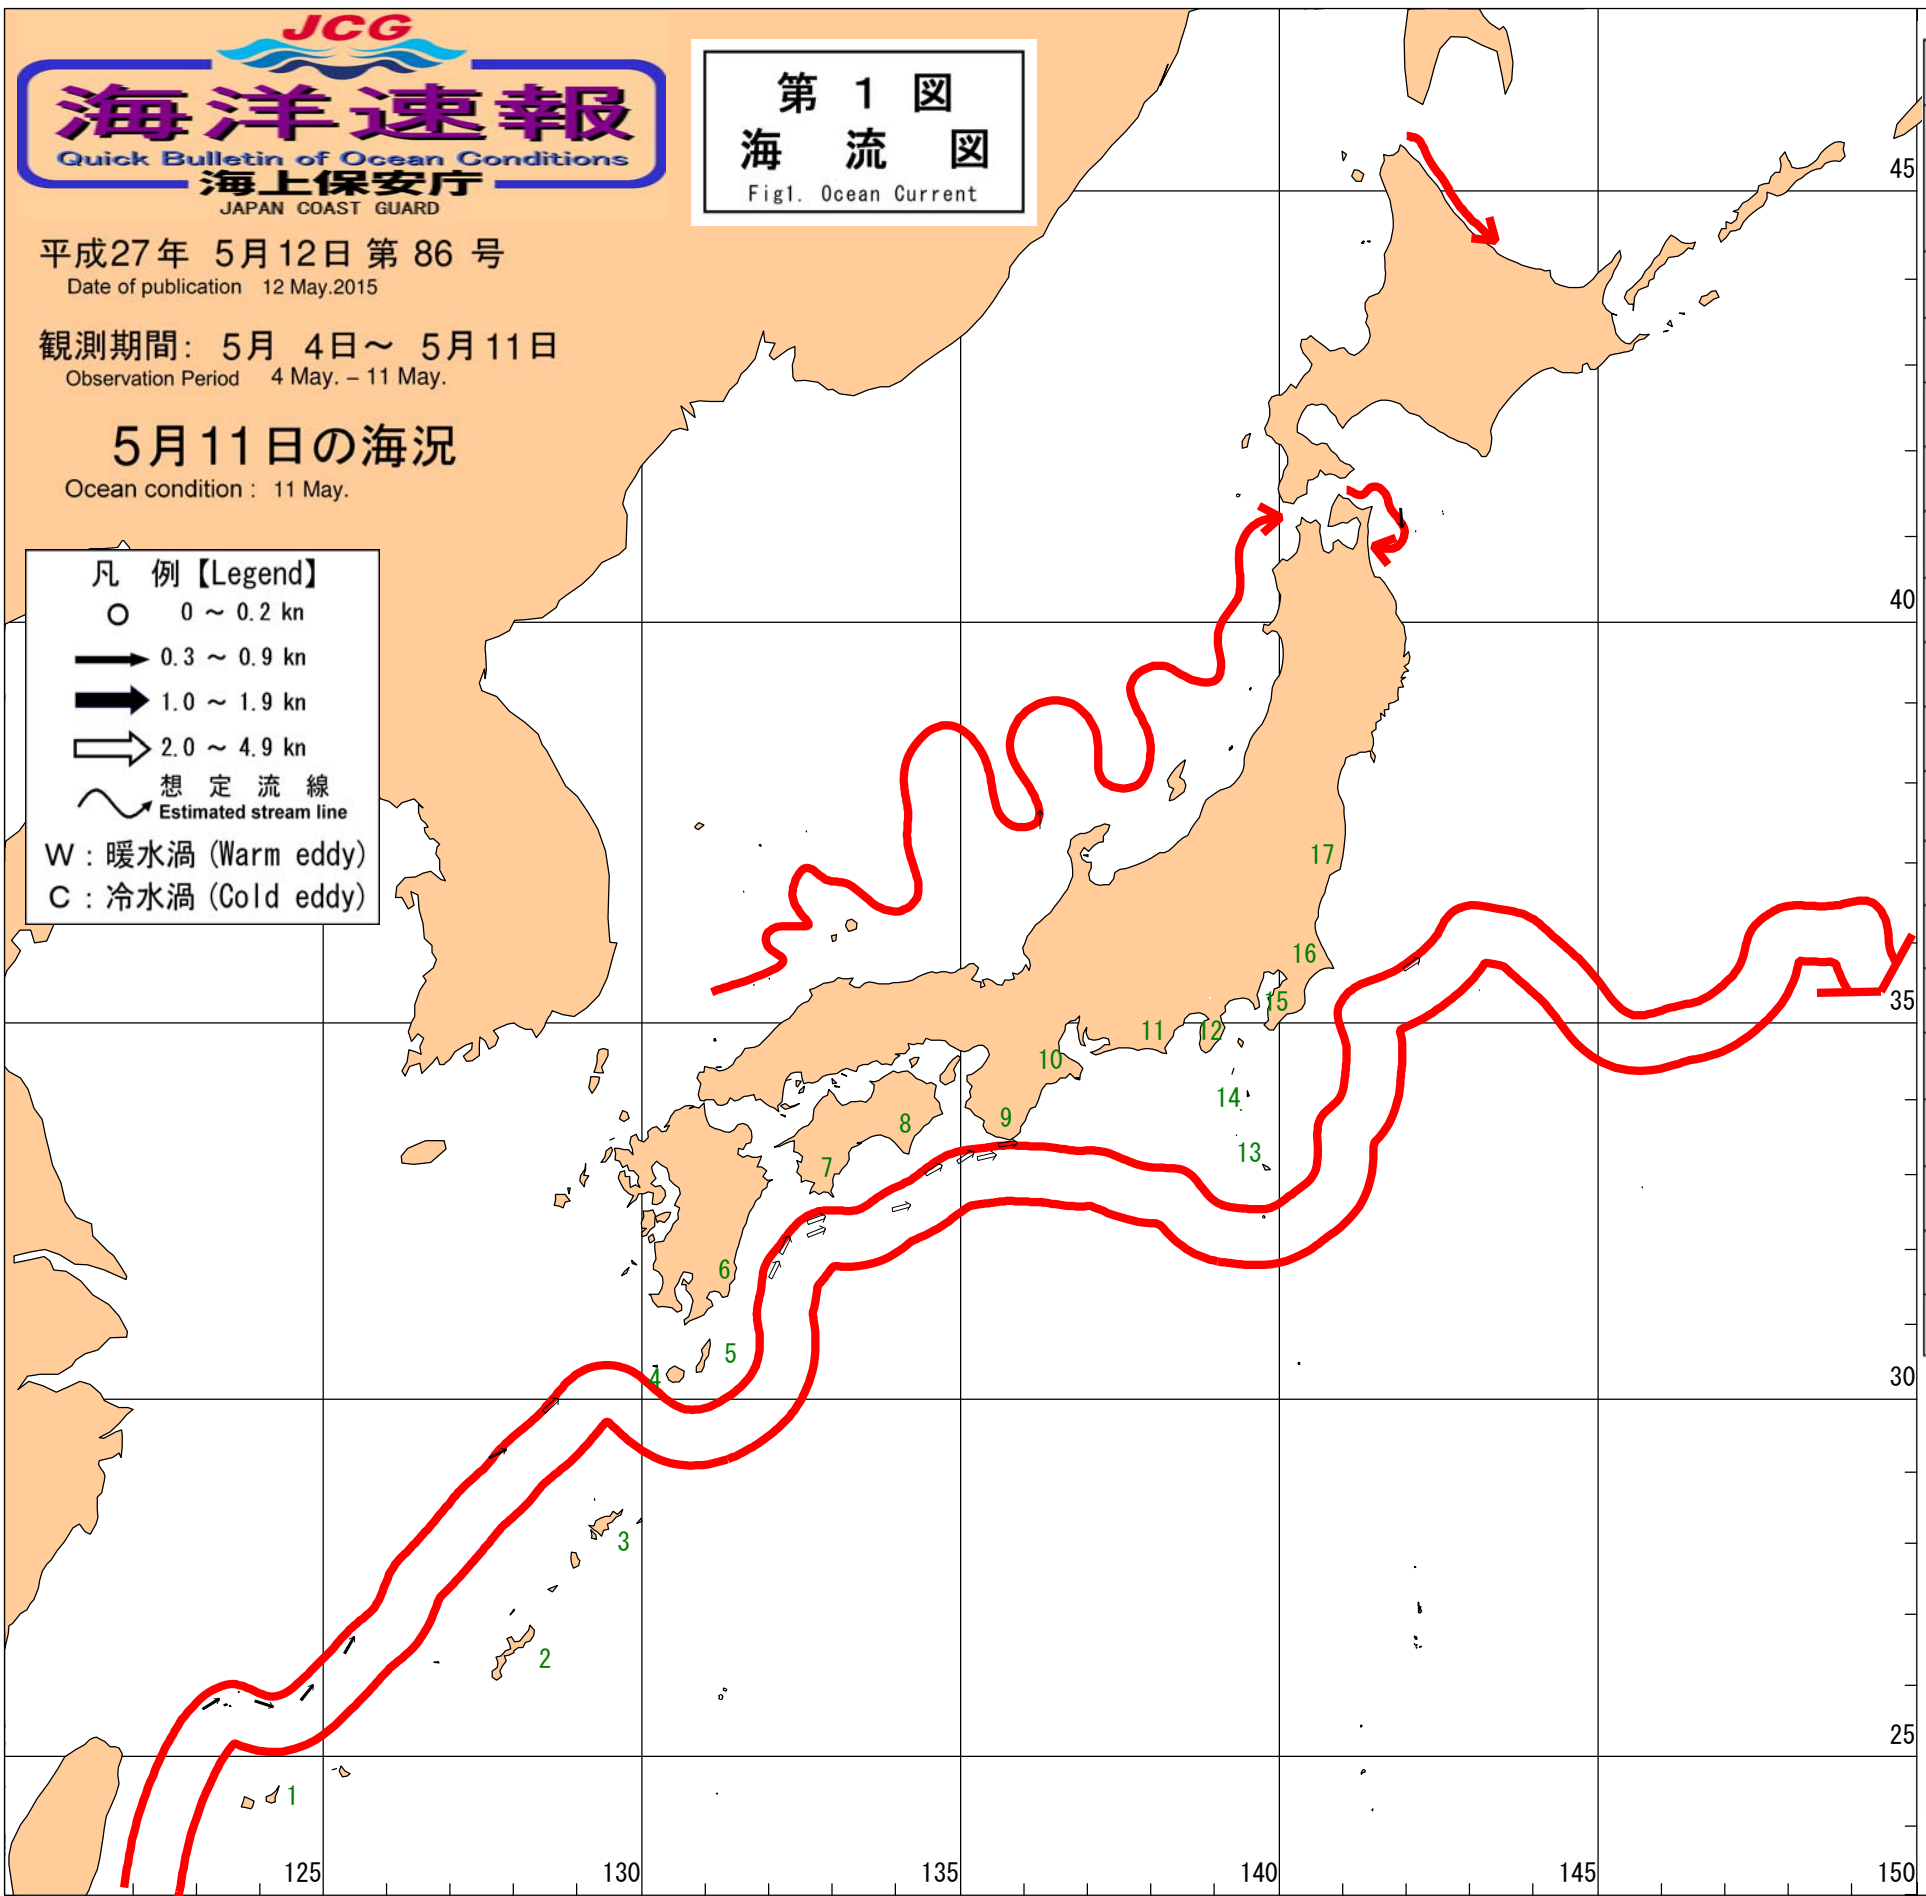 JCG
海洋速報
Quick Bulletin of Ocean Conditions
海上保安庁
JAPAN COAST GUARD
平成27年 5月12日 第 86 号
Date of publication 12 May.2015
観測期間: 5月 4日～ 5月11日
Observation Period 4 May. – 11 May.
5月11日の海況
Ocean condition : 11 May.
第 1 図
海 流 図
Fig1. Ocean Current
凡 例【Legend】
0 ～ 0.2 kn
0.3 ～ 0.9 kn
1.0 ～ 1.9 kn
2.0 ～ 4.9 kn
想 定 流 線
Estimated stream line
W : 暖水渦 (Warm eddy)
C : 冷水渦 (Cold eddy)
45
40
17
16
35
15
12
11
10
14
9
8
13
7
6
5
4
30
3
2
25
1
125
130
135
140
145
150